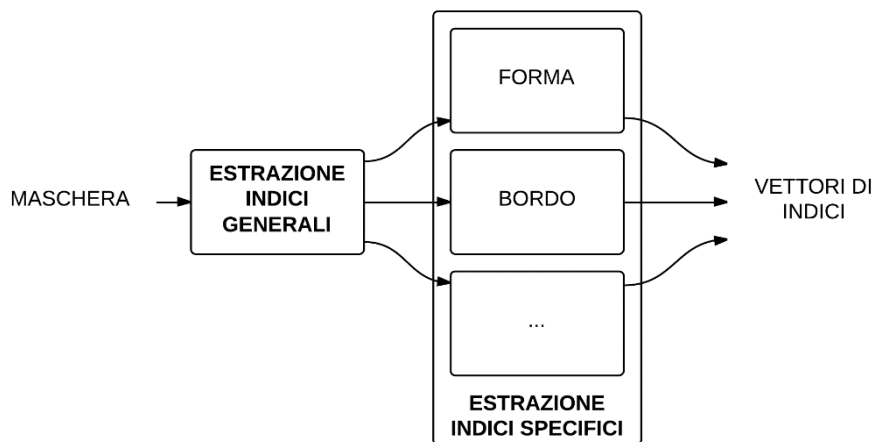 MASCHERA
ESTRAZIONE
INDICI
GENERALI
FORMA
BORDO
...
ESTRAZIONE
INDICI SPECIFICI
VETTORI DI
INDICI